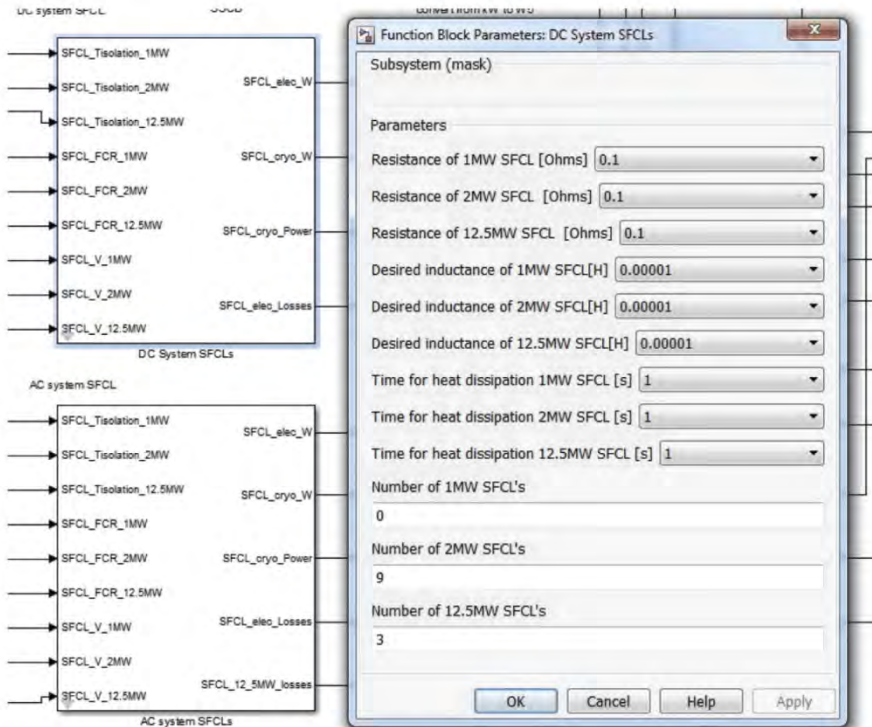 DC system SFCL
SSCB
convert from kW to W5
SFCL_Tisolation_1MW
SFCL_Tisolation_2MW
SFCL_Tisolation_12.5MW
SFCL_FCR_1MW
SFCL_FCR_2MW
SFCL_FCR_12.5MW
SFCL_V_1MW
SFCL_V_2MW
SFCL_V_12.5MW
SFCL_elec_W
SFCL_cryo_W
SFCL_cryo_Power
SFCL_elec_Losses
DC System SFCLs
AC system SFCL
SFCL_Tisolation_1MW
SFCL_Tisolation_2MW
SFCL_Tisolation_12.5MW
SFCL_FCR_1MW
SFCL_FCR_2MW
SFCL_FCR_12.5MW
SFCL_V_1MW
SFCL_V_2MW
SFCL_V_12.5MW
SFCL_elec_W
SFCL_cryo_W
SFCL_cryo_Power
SFCL_elec_Losses
SFCL_12_5MW_losses
AC system SFCLs
Function Block Parameters: DC System SFCLs
Subsystem (mask)
Parameters
Resistance of 1MW SFCL [Ohms] 0.1
Resistance of 2MW SFCL [Ohms] 0.1
Resistance of 12.5MW SFCL [Ohms] 0.1
Desired inductance of 1MW SFCL[H] 0.00001
Desired inductance of 2MW SFCL[H] 0.00001
Desired inductance of 12.5MW SFCL[H] 0.00001
Time for heat dissipation 1MW SFCL [s] 1
Time for heat dissipation 2MW SFCL [s] 1
Time for heat dissipation 12.5MW SFCL [s] 1
Number of 1MW SFCL's
0
Number of 2MW SFCL's
9
Number of 12.5MW SFCL's
3
OK Cancel Help Apply